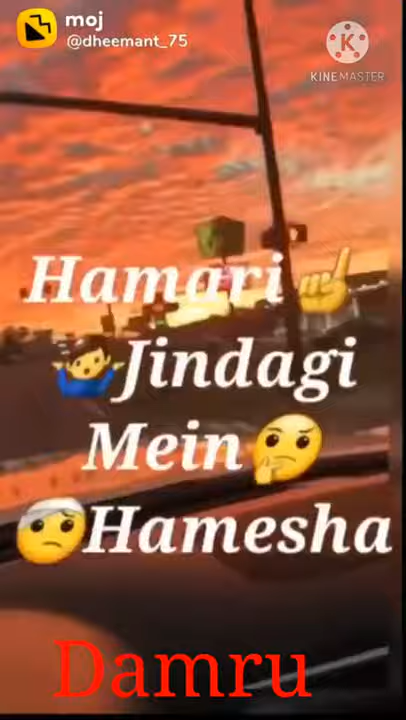 moj
@dheemant_75
KINEMASTER
Hamari
Jindagi
Mein
Hamesha
Damru